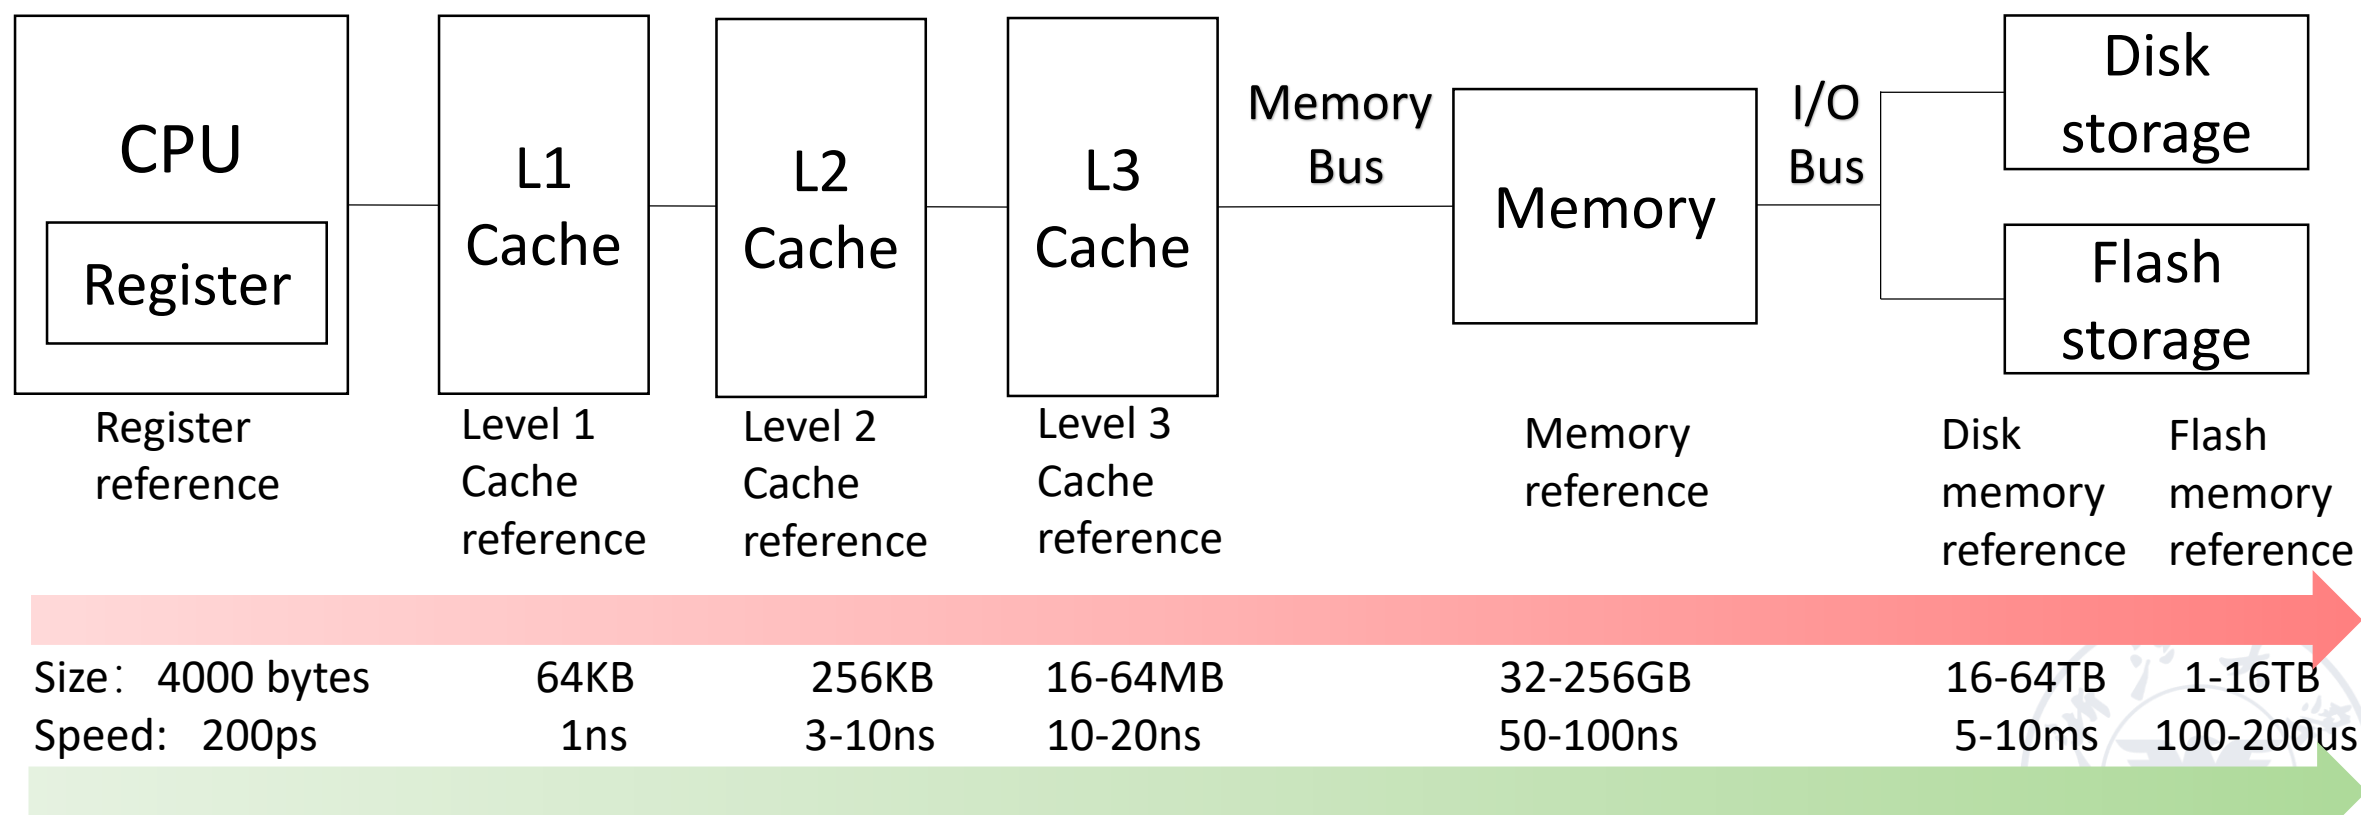 CPU
Register
L1
Cache
L2
Cache
L3
Cache
Memory
Bus
Memory
I/O
Bus
Disk
storage
Flash
storage
Register
reference
Level 1
Cache
reference
Level 2
Cache
reference
Level 3
Cache
reference
Memory
reference
Disk
memory
reference
Flash
memory
reference
Size： 4000 bytes 64KB 256KB 16-64MB 32-256GB 16-64TB 1-16TB
Speed: 200ps 1ns 3-10ns 10-20ns 50-100ns 5-10ms 100-200us